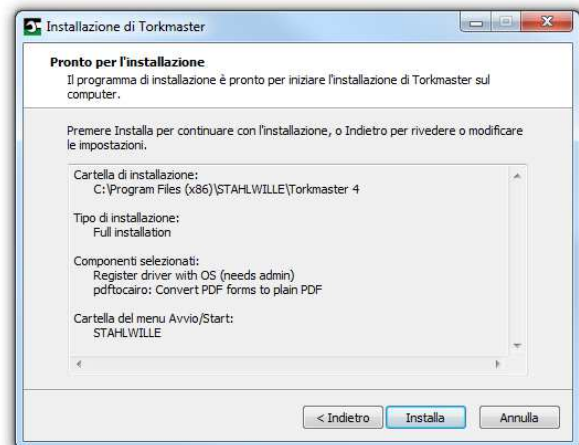 Installazione di Torkmaster
Pronto per l'installazione
Il programma di installazione è pronto per iniziare l'installazione di Torkmaster sul
computer.
Premere Installa per continuare con l'installazione, o Indietro per rivedere o modificare
le impostazioni.
Cartella di installazione:
C:\Program Files (x86)\STAHLWILLE\Torkmaster 4
Tipo di installazione:
Full installation
Componenti selezionati:
Register driver with OS (needs admin)
pdftocairo: Convert PDF forms to plain PDF
Cartella del menu Avvio/Start:
STAHLWILLE
< Indietro
Installa
Annulla